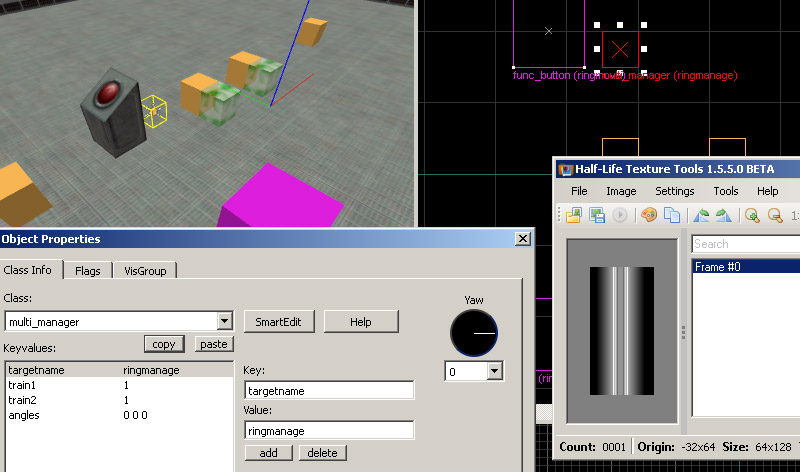 func_button (ringmove)
manager (ringmanage)
Half-Life Texture Tools 1.5.5.0 BETA
File Image Settings Tools Help
Search
Frame #0
Count: 0001 Origin: -32x64 Size: 64x128
Object Properties
Class Info Flags VisGroup
Class:
multi_manager
SmartEdit Help
Yaw
0
Keyvalues: copy paste
targetname ringmanage
train1 1
train2 1
angles 0 0 0
Key:
targetname
Value:
ringmanage
add delete